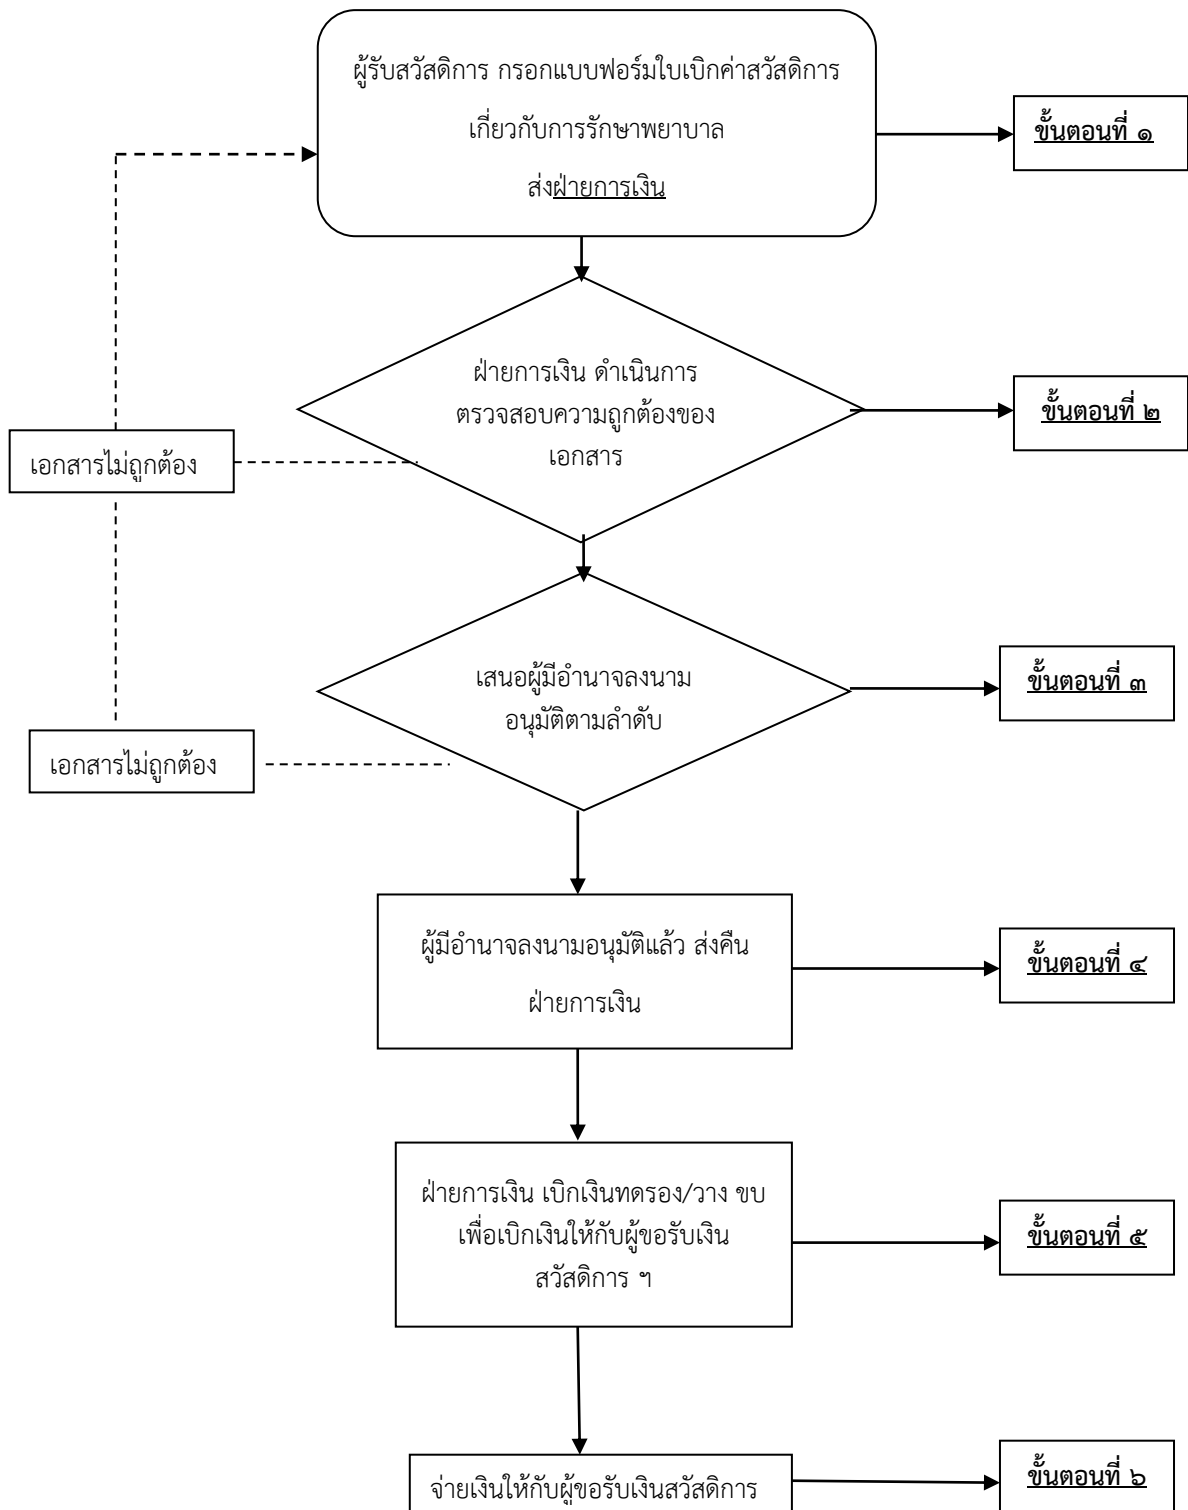 ผู้รับสวัสดิการ กรอกแบบฟอร์มใบเบิกค่าสวัสดิการ
เกี่ยวกับการรักษาพยาบาล
ส่งฝ่ายการเงิน
ขั้นตอนที่ ๑
ฝ่ายการเงิน ดำเนินการ
ตรวจสอบความถูกต้องของ
เอกสาร
ขั้นตอนที่ ๒
เอกสารไม่ถูกต้อง
เสนอผู้มีอำนาจลงนาม
อนุมัติตามลำดับ
ขั้นตอนที่ ๓
เอกสารไม่ถูกต้อง
ผู้มีอำนาจลงนามอนุมัติแล้ว ส่งคืน
ฝ่ายการเงิน
ขั้นตอนที่ ๔
ฝ่ายการเงิน เบิกเงินทดรอง/วาง ขบ
เพื่อเบิกเงินให้กับผู้ขอรับเงิน
สวัสดิการ ฯ
ขั้นตอนที่ ๕
จ่ายเงินให้กับผู้ขอรับเงินสวัสดิการ
ขั้นตอนที่ ๖